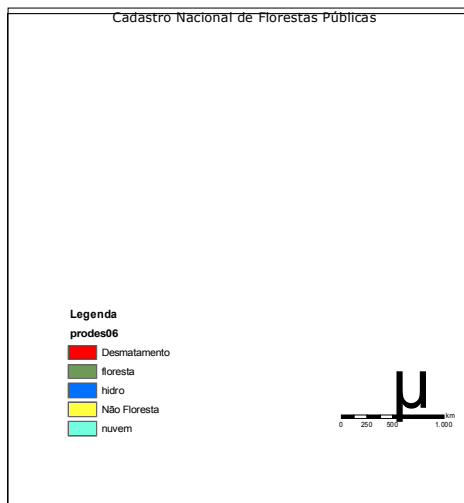 Cadastro Nacional de Florestas Públicas
Legenda
prodes06
Desmatamento
floresta
hidro
Não Floresta
nuvem
µ
km
0 250 500 1.000